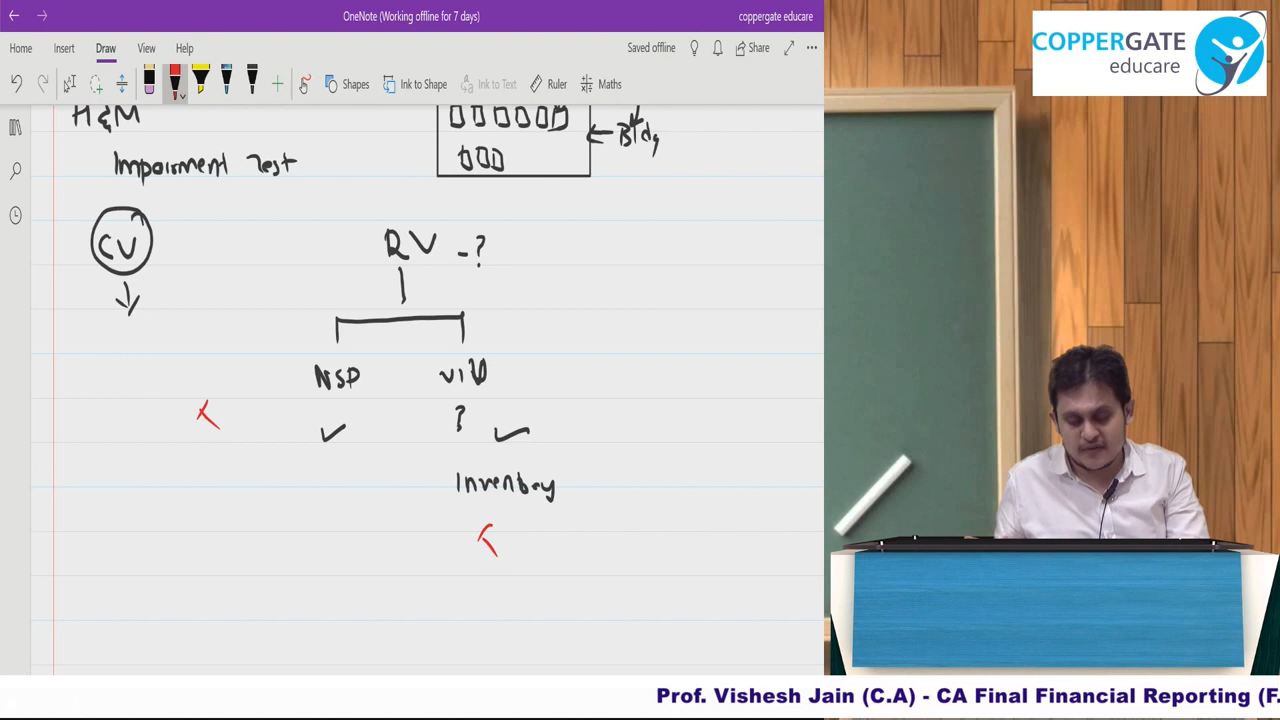 OneNote (Working offline for 7 days)
coppergate educare
Home Insert Draw View Help
Saved offline Share
Shapes Ink to Shape Ink to Text Ruler Maths
COPPERGATE
educare
H&M
Bldg
Impairment Test
CV
RV - ?
NSP VIU
?
Inventory
Prof. Vishesh Jain (C.A) - CA Final Financial Reporting (F.